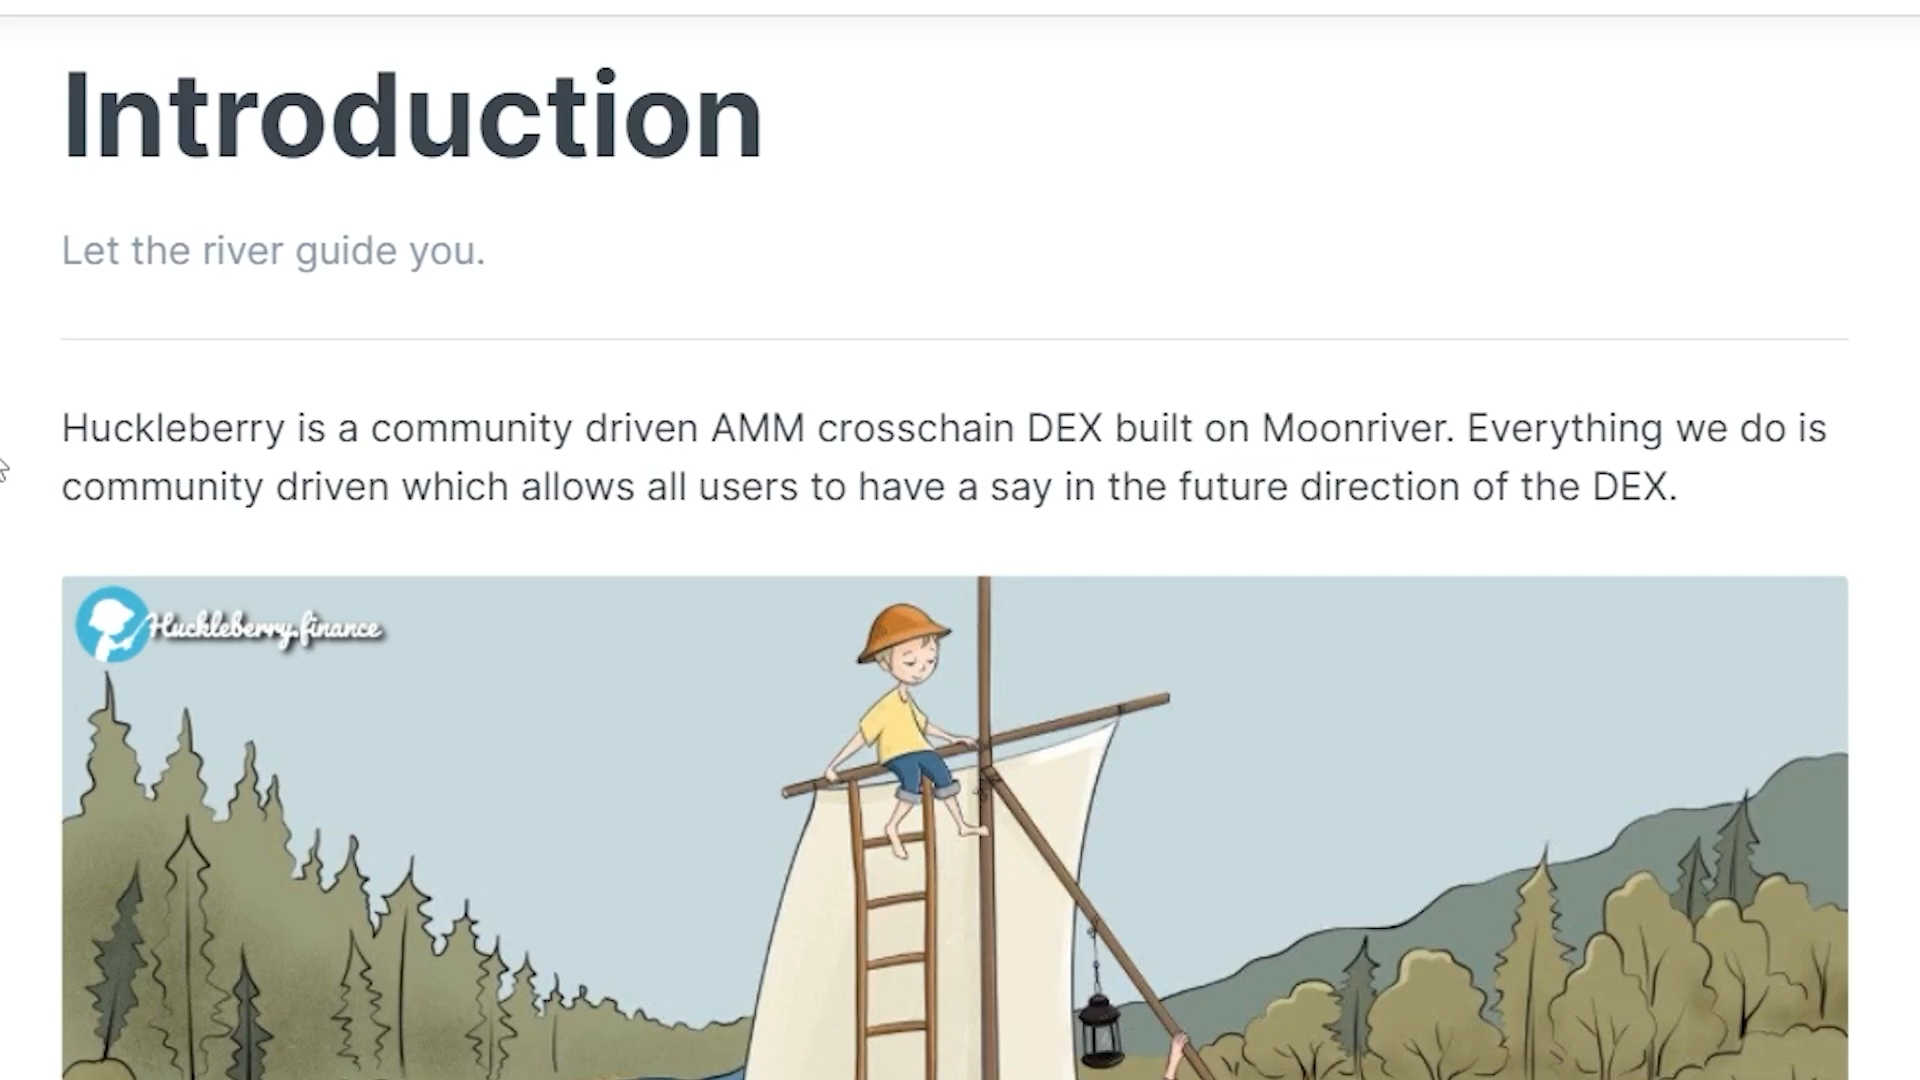 Introduction
Let the river guide you.
Huckleberry is a community driven AMM crosschain DEX built on Moonriver. Everything we do is
community driven which allows all users to have a say in the future direction of the DEX.
Huckleberry.finance